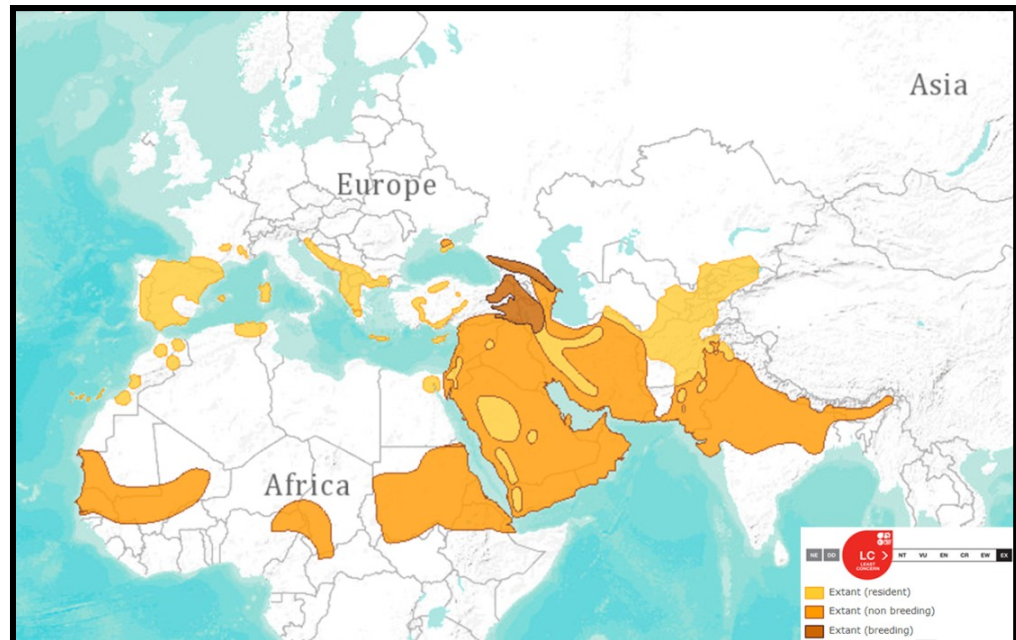 Asia
Europe
Africa
NE DD LC NT VU EN CR EW EX
LEAST
CONCERN
Extant (resident)
Extant (non breeding)
Extant (breeding)